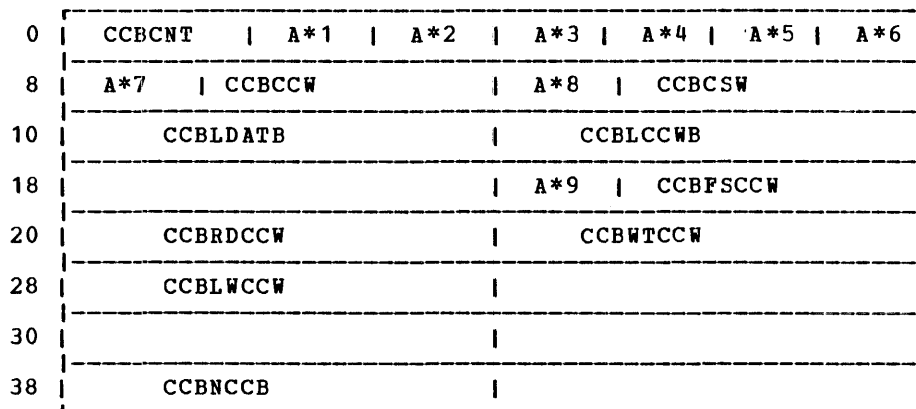 0 | CCBCNT | A*1 | A*2 | A*3 | A*4 | A*5 | A*6
8 | A*7 | CCBCCW | A*8 | CCBCSW
10 | CCBLDATB | CCBLCCWB
18 | | A*9 | CCBFSCCW
20 | CCBRDCCW | CCBWTCCW
28 | CCBLWCCW |
30 | |
38 | CCBNCCB |